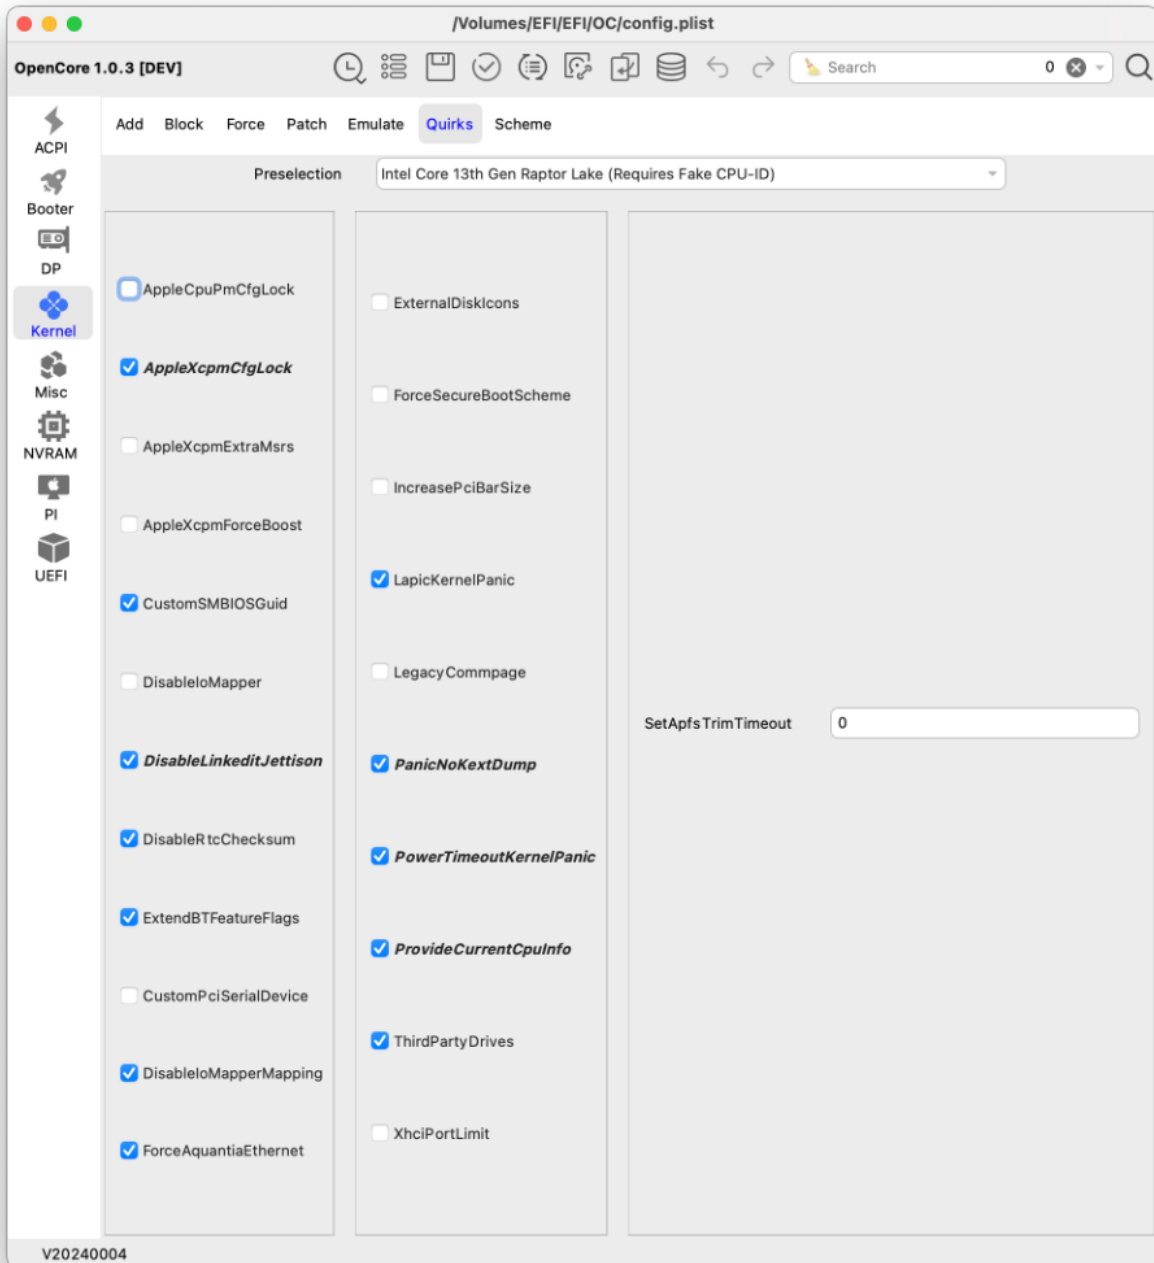 /Volumes/EFI/EFI/OC/config.plist
OpenCore 1.0.3 [DEV]
Search
0
ACPI
Booter
DP
Kernel
Misc
NVRAM
PI
UEFI
Add Block Force Patch Emulate Quirks Scheme
Preselection
Intel Core 13th Gen Raptor Lake (Requires Fake CPU-ID)
AppleCpuPmCfgLock
AppleXcpmCfgLock
AppleXcpmExtraMsrs
AppleXcpmForceBoost
CustomSMBIOSGuid
DisableIoMapper
DisableLinkeditJettison
DisableRtcChecksum
ExtendBTFeatureFlags
CustomPciSerialDevice
DisableIoMapperMapping
ForceAquantiaEthernet
ExternalDiskIcons
ForceSecureBootScheme
IncreasePciBarSize
LapicKernelPanic
LegacyCommpage
PanicNoKextDump
PowerTimeoutKernelPanic
ProvideCurrentCpuInfo
ThirdPartyDrives
XhciPortLimit
SetApfsTrimTimeout
0
V20240004